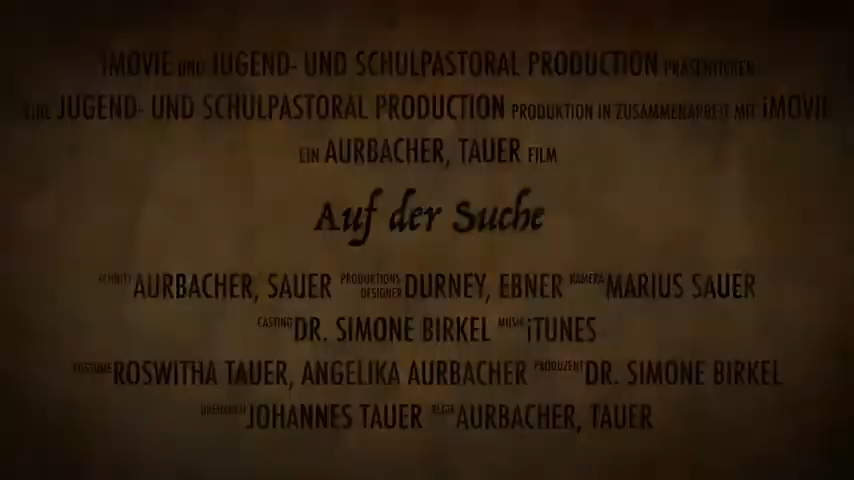 iMOVIE UND JUGEND- UND SCHULPASTORAL PRODUCTION PRÄSENTIEREN
EINE JUGEND- UND SCHULPASTORAL PRODUCTION PRODUKTION IN ZUSAMMENARBEIT MIT iMOVIE
EIN AURBACHER, TAUER FILM
Auf der Suche
SCHNITT AURBACHER, SAUER PRODUKTIONS-DESIGNER DURNEY, EBNER KAMERA MARIUS SAUER
CASTING DR. SIMONE BIRKEL MUSIK iTUNES
KOSTÜME ROSWITHA TAUER, ANGELIKA AURBACHER PRODUZENT DR. SIMONE BIRKEL
DREHBUCH JOHANNES TAUER REGIE AURBACHER, TAUER